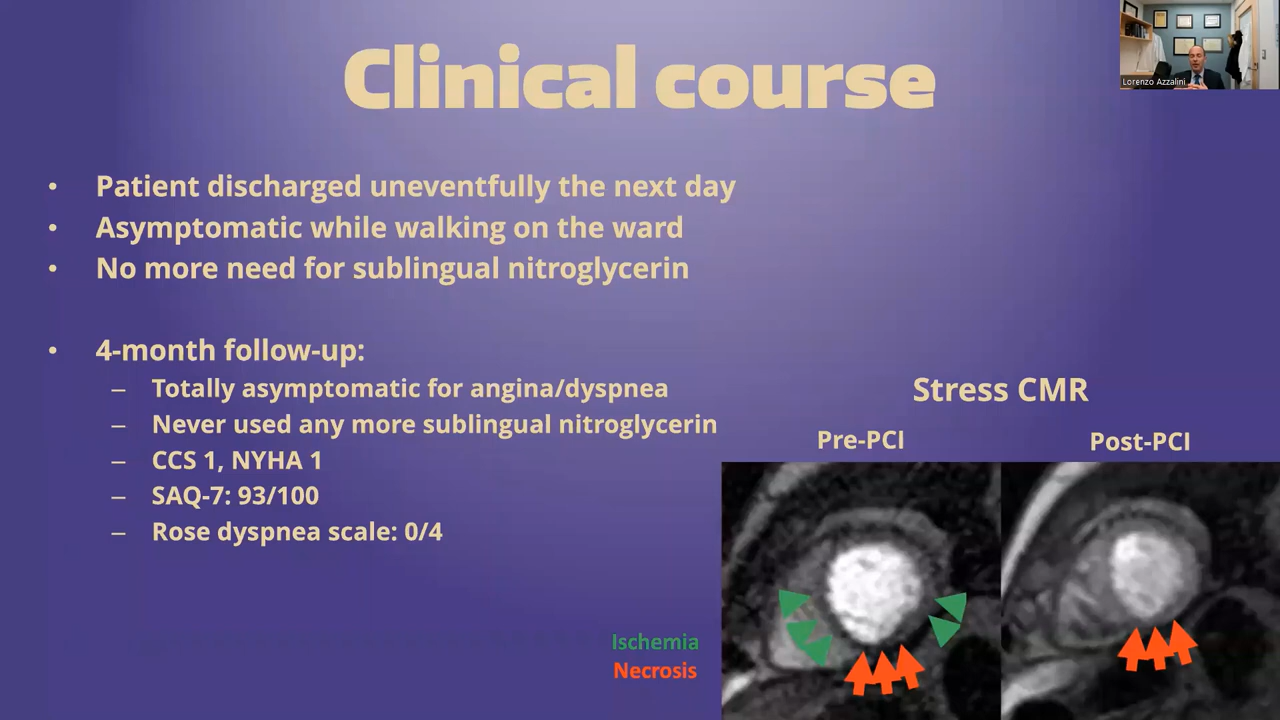 Clinical course
Lorenzo Azzalini
• Patient discharged uneventfully the next day
• Asymptomatic while walking on the ward
• No more need for sublingual nitroglycerin
• 4-month follow-up:
– Totally asymptomatic for angina/dyspnea
– Never used any more sublingual nitroglycerin
– CCS 1, NYHA 1
– SAQ-7: 93/100
– Rose dyspnea scale: 0/4
Stress CMR
Pre-PCI
Post-PCI
Ischemia
Necrosis